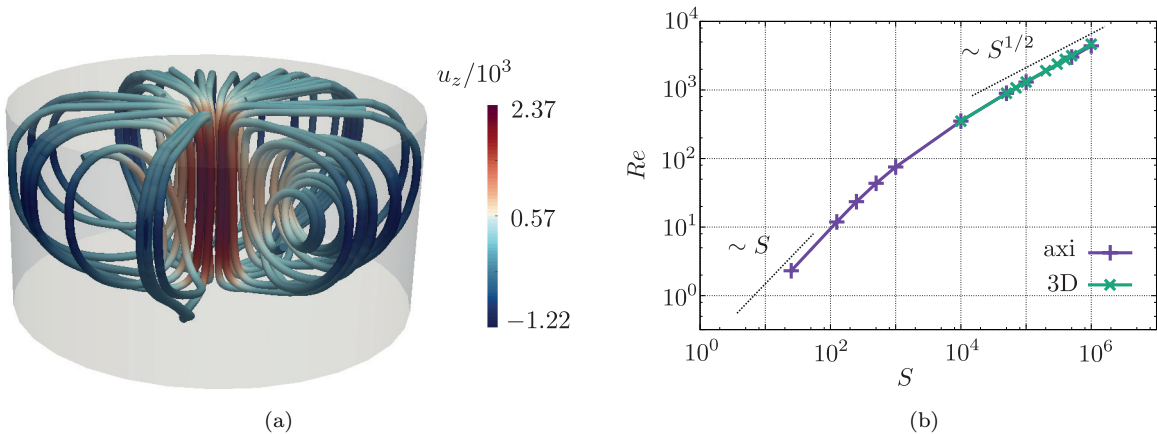 u_z/10^3
2.37
0.57
−1.22
(a)
Re
10^4
10^3
10^2
10^1
10^0
∼ S^{1/2}
∼ S
axi
3D
10^0
10^2
10^4
10^6
S
(b)